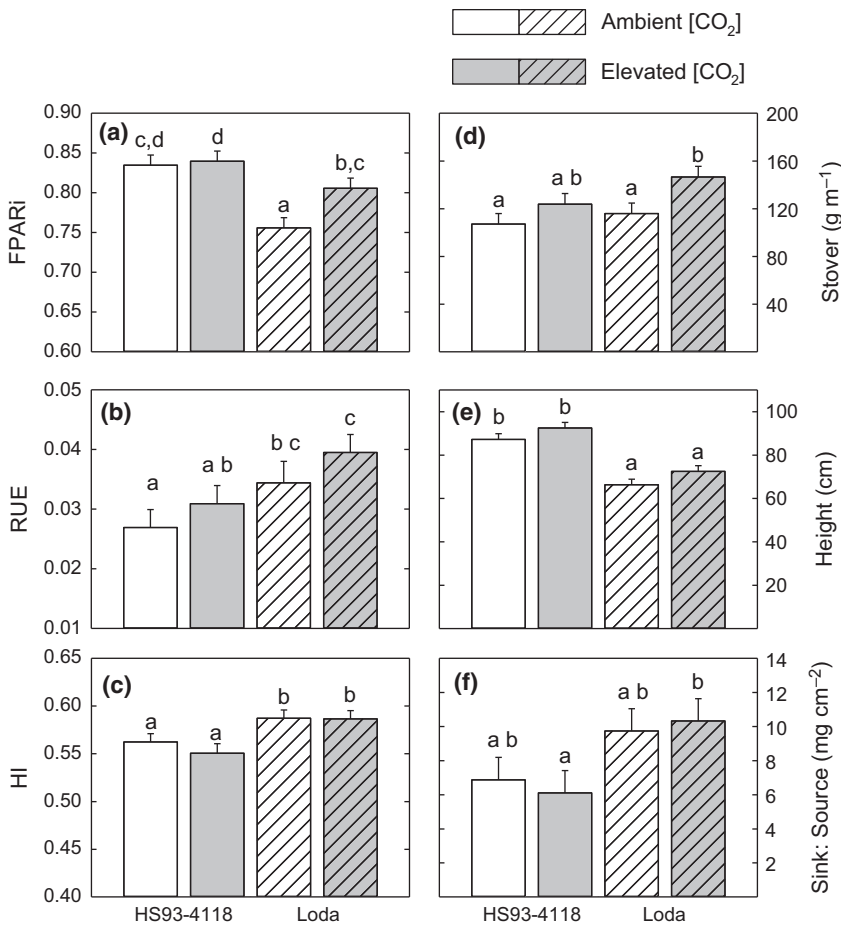 Ambient [CO₂]
Elevated [CO₂]
(a)
FPARi
0.90
0.85
0.80
0.75
0.70
0.65
0.60
c,d
d
a
b,c
(d)
Stover (g m⁻¹)
200
160
120
80
40
a
a b
a
b
(b)
RUE
0.05
0.04
0.03
0.02
0.01
a
a b
b c
c
(e)
Height (cm)
100
80
60
40
20
b
b
a
a
(c)
HI
0.65
0.60
0.55
0.50
0.45
0.40
a
a
b
b
HS93-4118
Loda
(f)
Sink: Source (mg cm⁻²)
14
12
10
8
6
4
2
a b
a
a b
b
HS93-4118
Loda